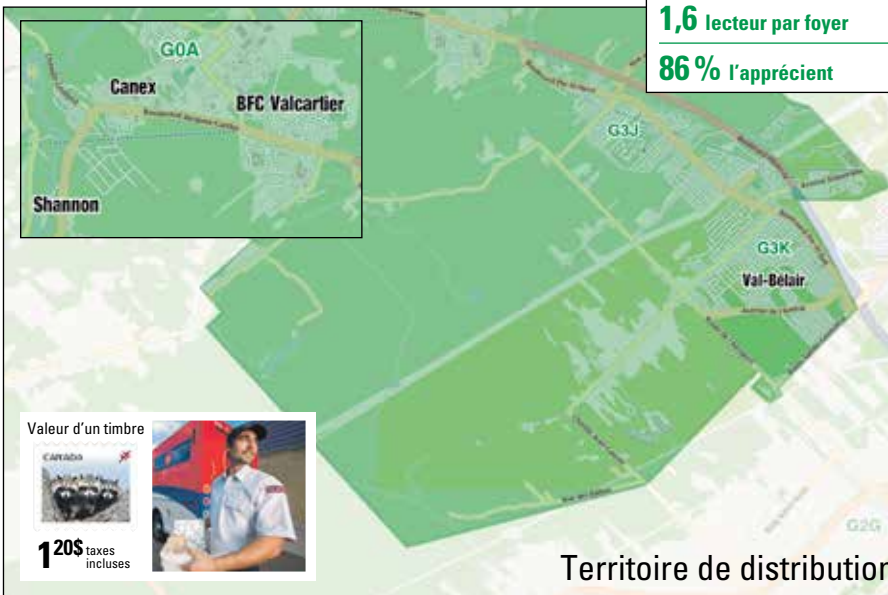 1,6 lecteur par foyer
86 % l'apprécient
G0A
Canex
BFC Valcartier
Shannon
G3J
G3K
Val-Bélair
Valeur d'un timbre
CANADA
1 20$ taxes incluses
G2G
Territoire de distribution